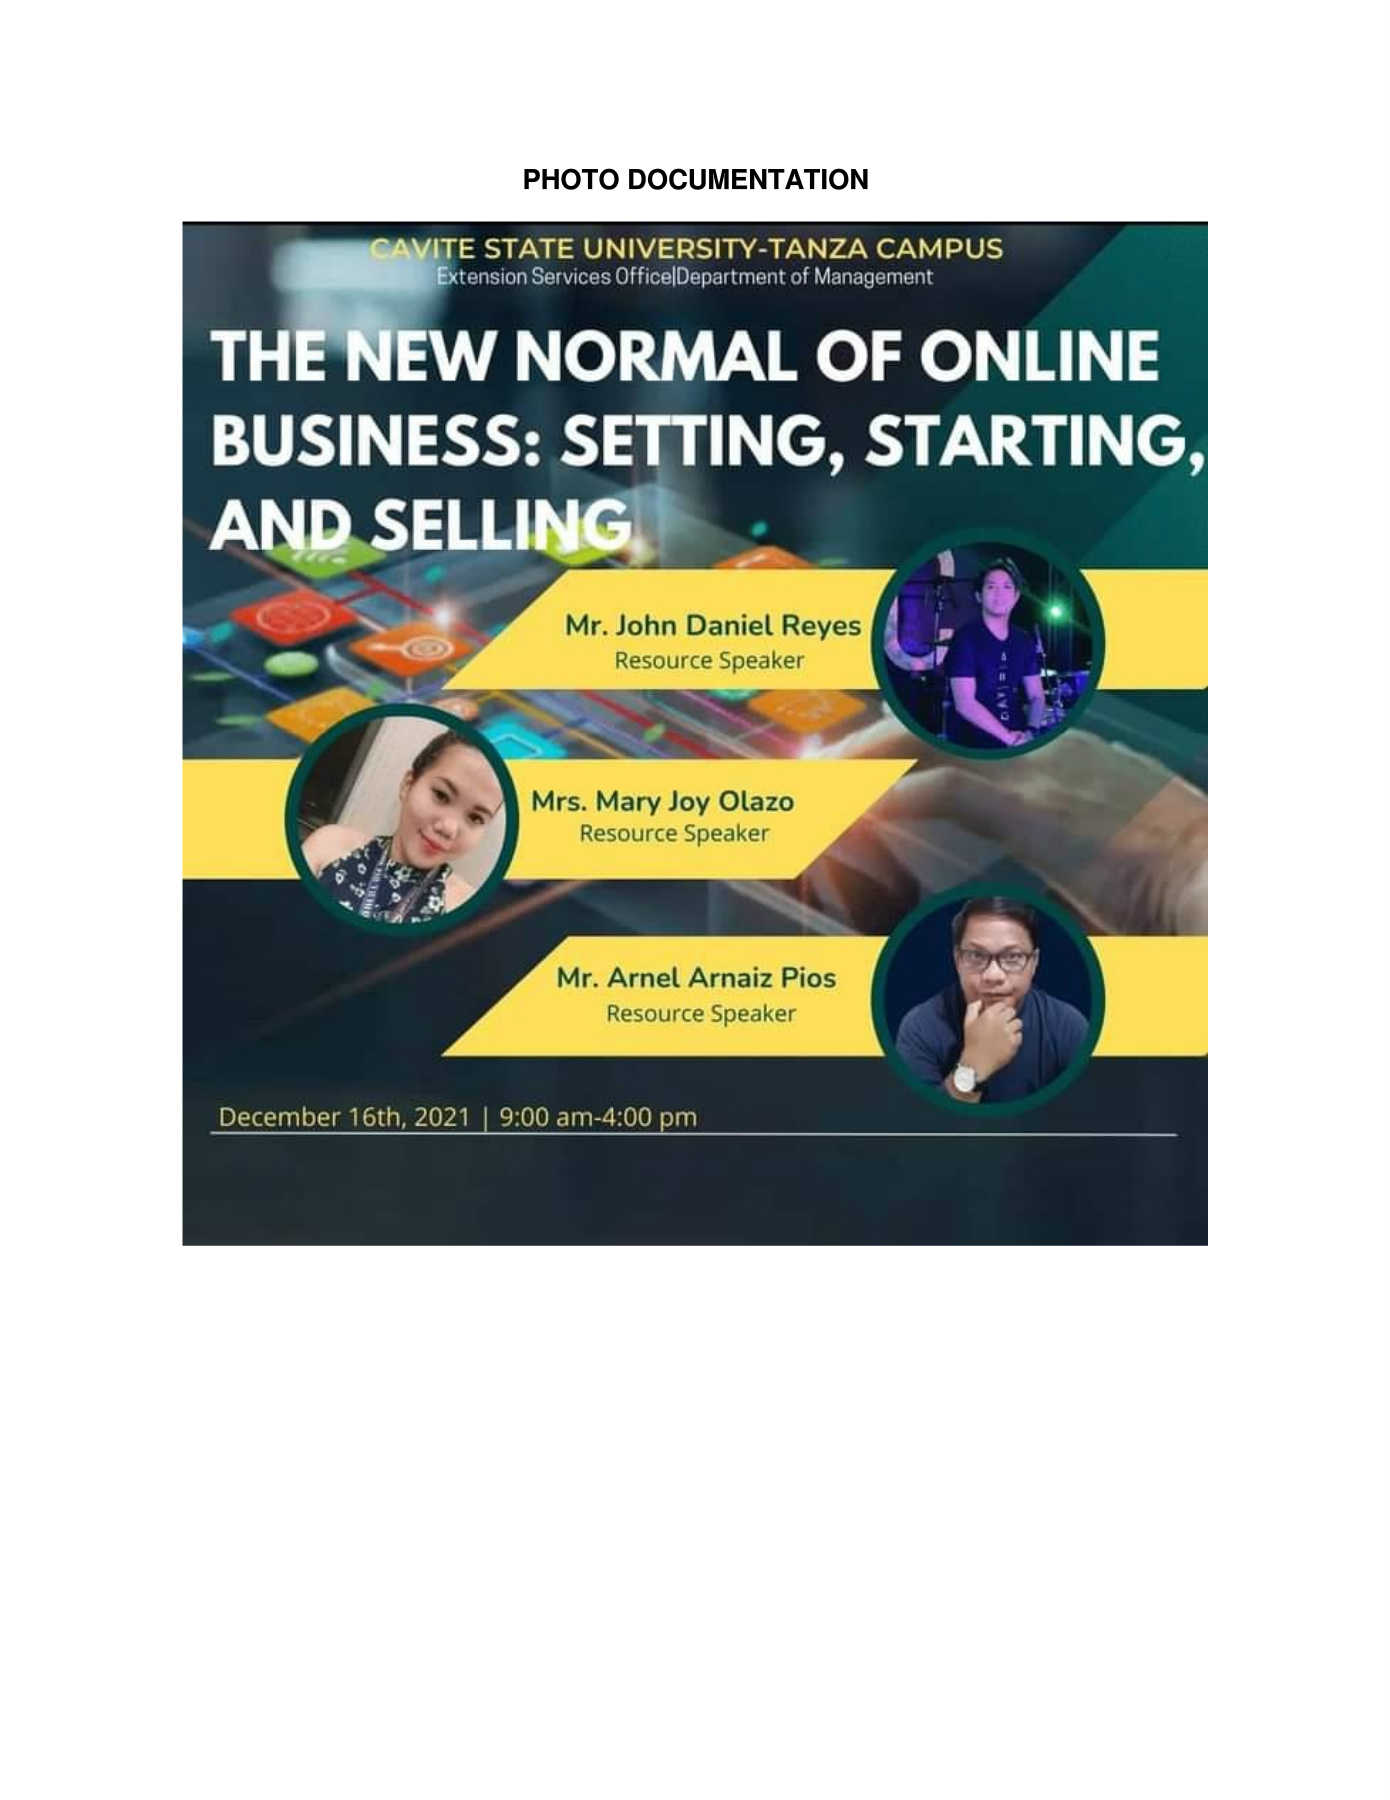 PHOTO DOCUMENTATION
CAVITE STATE UNIVERSITY-TANZA CAMPUS
Extension Services Office|Department of Management
THE NEW NORMAL OF ONLINE
BUSINESS: SETTING, STARTING,
AND SELLING
Mr. John Daniel Reyes
Resource Speaker
Mrs. Mary Joy Olazo
Resource Speaker
Mr. Arnel Arnaiz Pios
Resource Speaker
December 16th, 2021 | 9:00 am-4:00 pm